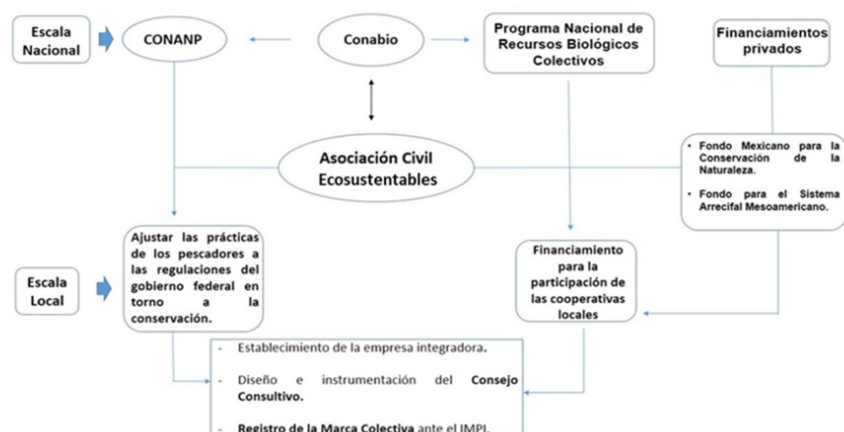 Escala
Nacional
CONANP
Conabio
Programa Nacional de
Recursos Biológicos
Colectivos
Financiamientos
privados
Asociación Civil
Ecosustentables
• Fondo Mexicano para la
Conservación de la
Naturaleza.
• Fondo para el Sistema
Arrecifal Mesoamericano.
Escala
Local
Ajustar las prácticas
de los pescadores a
las regulaciones del
gobierno federal en
torno a la
conservación.
Financiamiento
para la
participación de
las cooperativas
locales
- Establecimiento de la empresa integradora.
- Diseño e instrumentación del Consejo
Consultivo.
- Registro de la Marca Colectiva ante el IMPI.